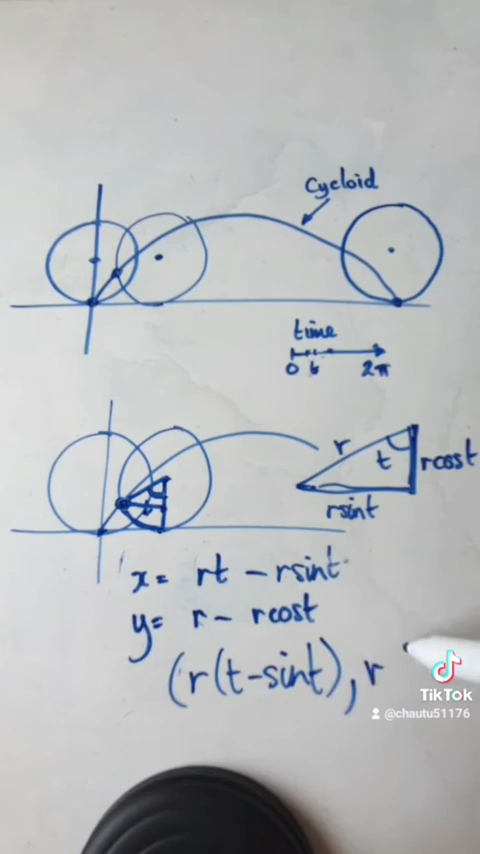 cycloid
time
0 t 2π
r
t
rcost
rsint
x= rt - rsint
y= r - rcost
(r(t-sint), r
TikTok
@chautu51176